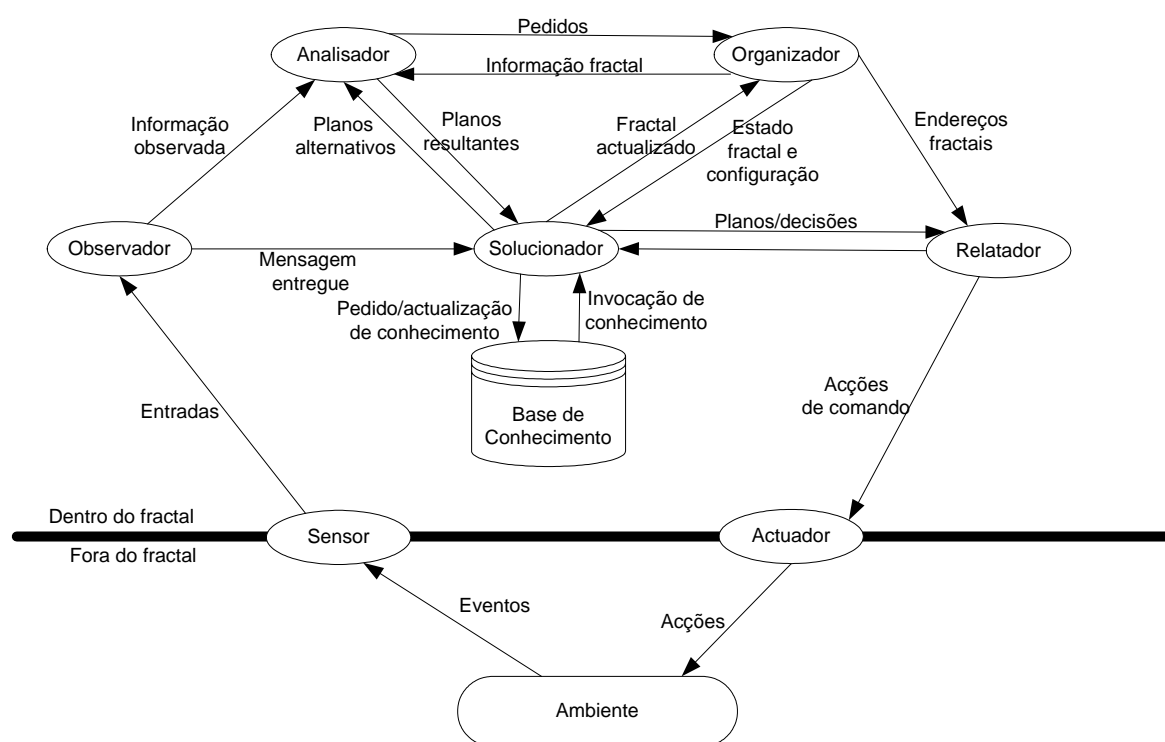 Pedidos
Analisador
Organizador
Informação fractal
Informação
observada
Planos
alternativos
Planos
resultantes
Fractal
actualizado
Estado
fractal e
configuração
Endereços
fractais
Planos/decisões
Observador
Solucionador
Relatador
Mensagem
entregue
Pedido/actualização
de conhecimento
Invocação de
conhecimento
Entradas
Base de
Conhecimento
Acções
de comando
Dentro do fractal
Sensor
Actuador
Fora do fractal
Eventos
Acções
Ambiente